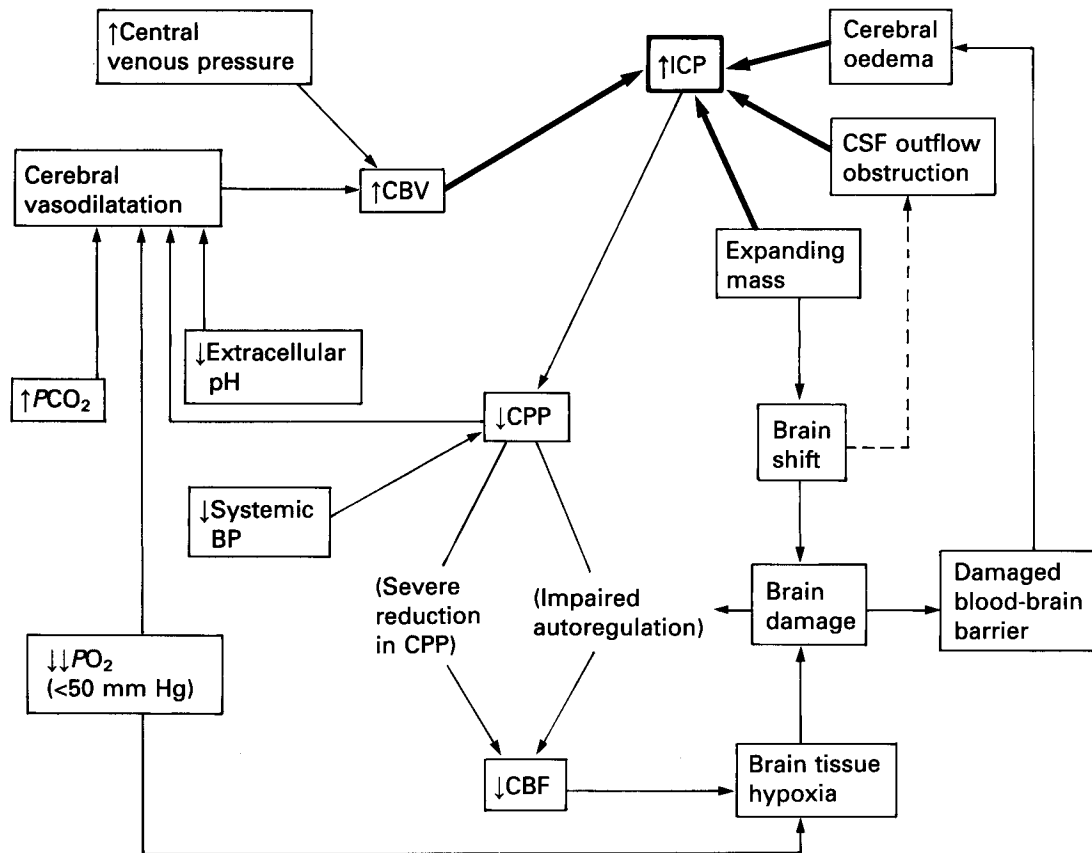 ↑Central
venous pressure
↑ICP
Cerebral
oedema
CSF outflow
obstruction
Cerebral
vasodilatation
↑CBV
Expanding
mass
↓Extracellular
pH
↑PCO₂
↓CPP
Brain
shift
↓Systemic
BP
(Severe
reduction
in CPP)
(Impaired
autoregulation)
Brain
damage
Damaged
blood-brain
barrier
↓↓PO₂
(<50 mm Hg)
↓CBF
Brain tissue
hypoxia